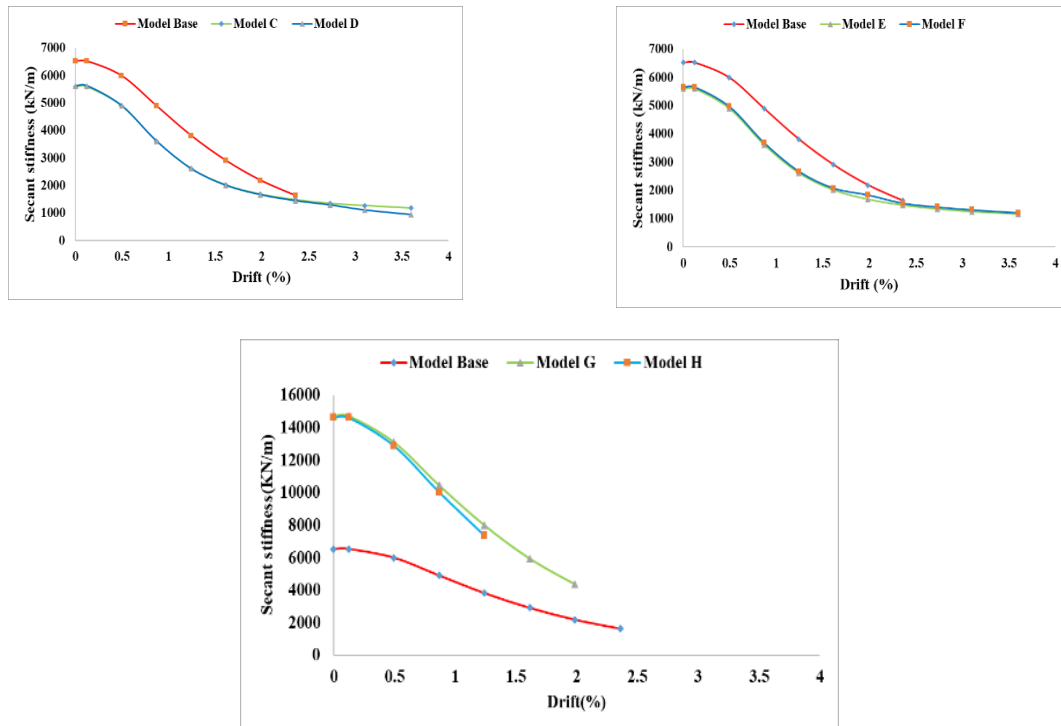 Model Base Model C Model D
Secant stiffness (kN/m)
7000
6000
5000
4000
3000
2000
1000
0
0 0.5 1 1.5 2 2.5 3 3.5 4
Drift (%)
Model Base Model E Model F
Secant stiffness (kN/m)
7000
6000
5000
4000
3000
2000
1000
0
0 0.5 1 1.5 2 2.5 3 3.5 4
Drift (%)
Model Base Model G Model H
Secant stiffness(KN/m)
16000
14000
12000
10000
8000
6000
4000
2000
0
0 0.5 1 1.5 2 2.5 3 3.5 4
Drift(%)